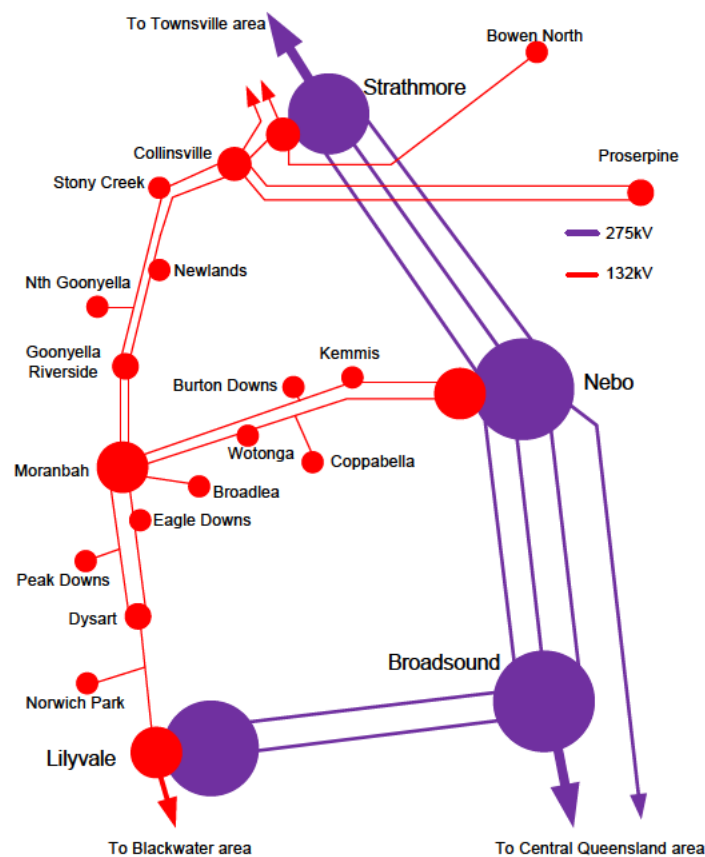 To Townsville area
Bowen North
Strathmore
Collinsville
Proserpine
Stony Creek
275kV
Newlands
132kV
Nth Goonyella
Goonyella
Riverside
Kemmis
Burton Downs
Nebo
Wotonga
Coppabella
Moranbah
Broadlea
Eagle Downs
Peak Downs
Dysart
Broadsound
Norwich Park
Lilyvale
To Blackwater area
To Central Queensland area